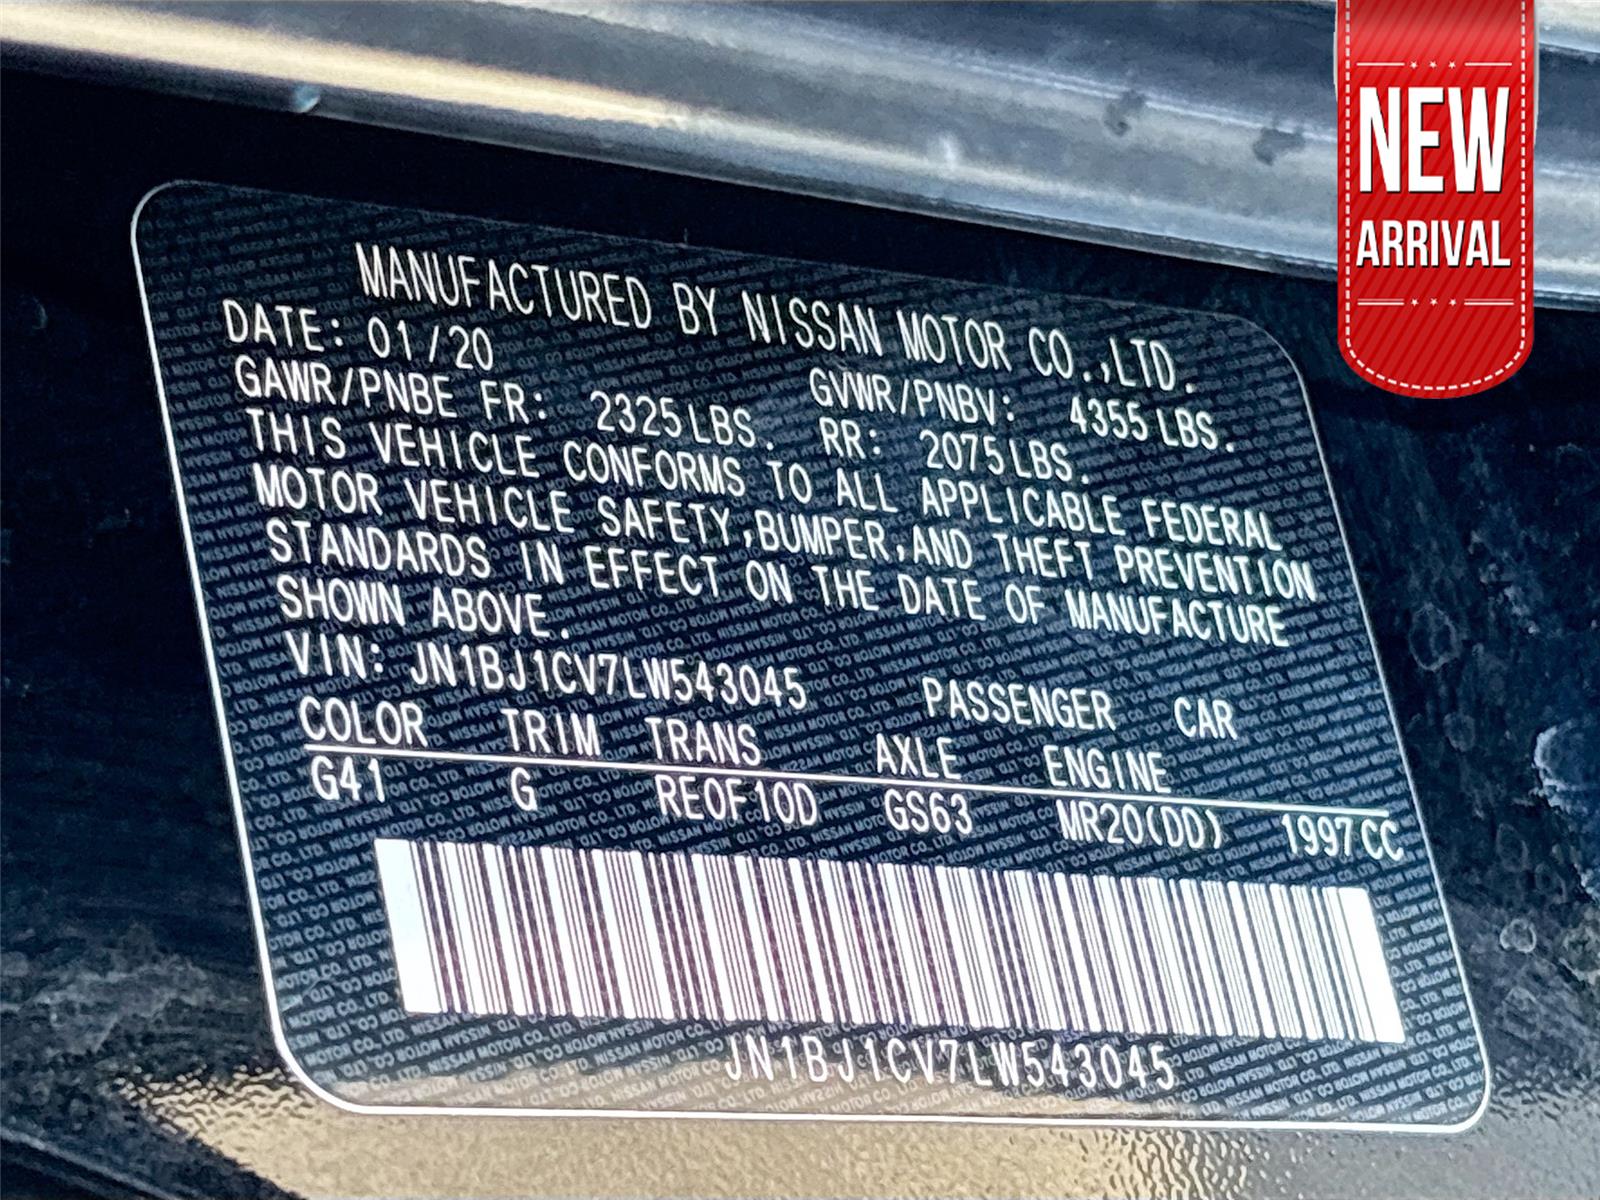 NEW
ARRIVAL
MANUFACTURED BY NISSAN MOTOR CO.,LTD.
DATE: 01/20
GVWR/PNBV: 4355 LBS.
GAWR/PNBE FR: 2325LBS. RR: 2075LBS.
THIS VEHICLE CONFORMS TO ALL APPLICABLE FEDERAL
MOTOR VEHICLE SAFETY,BUMPER,AND THEFT PREVENTION
STANDARDS IN EFFECT ON THE DATE OF MANUFACTURE
SHOWN ABOVE.
VIN: JN1BJ1CV7LW543045 PASSENGER CAR
COLOR TRIM TRANS AXLE ENGINE
G41 G RE0F10D GS63 MR20(DD) 1997CC
JN1BJ1CV7LW543045